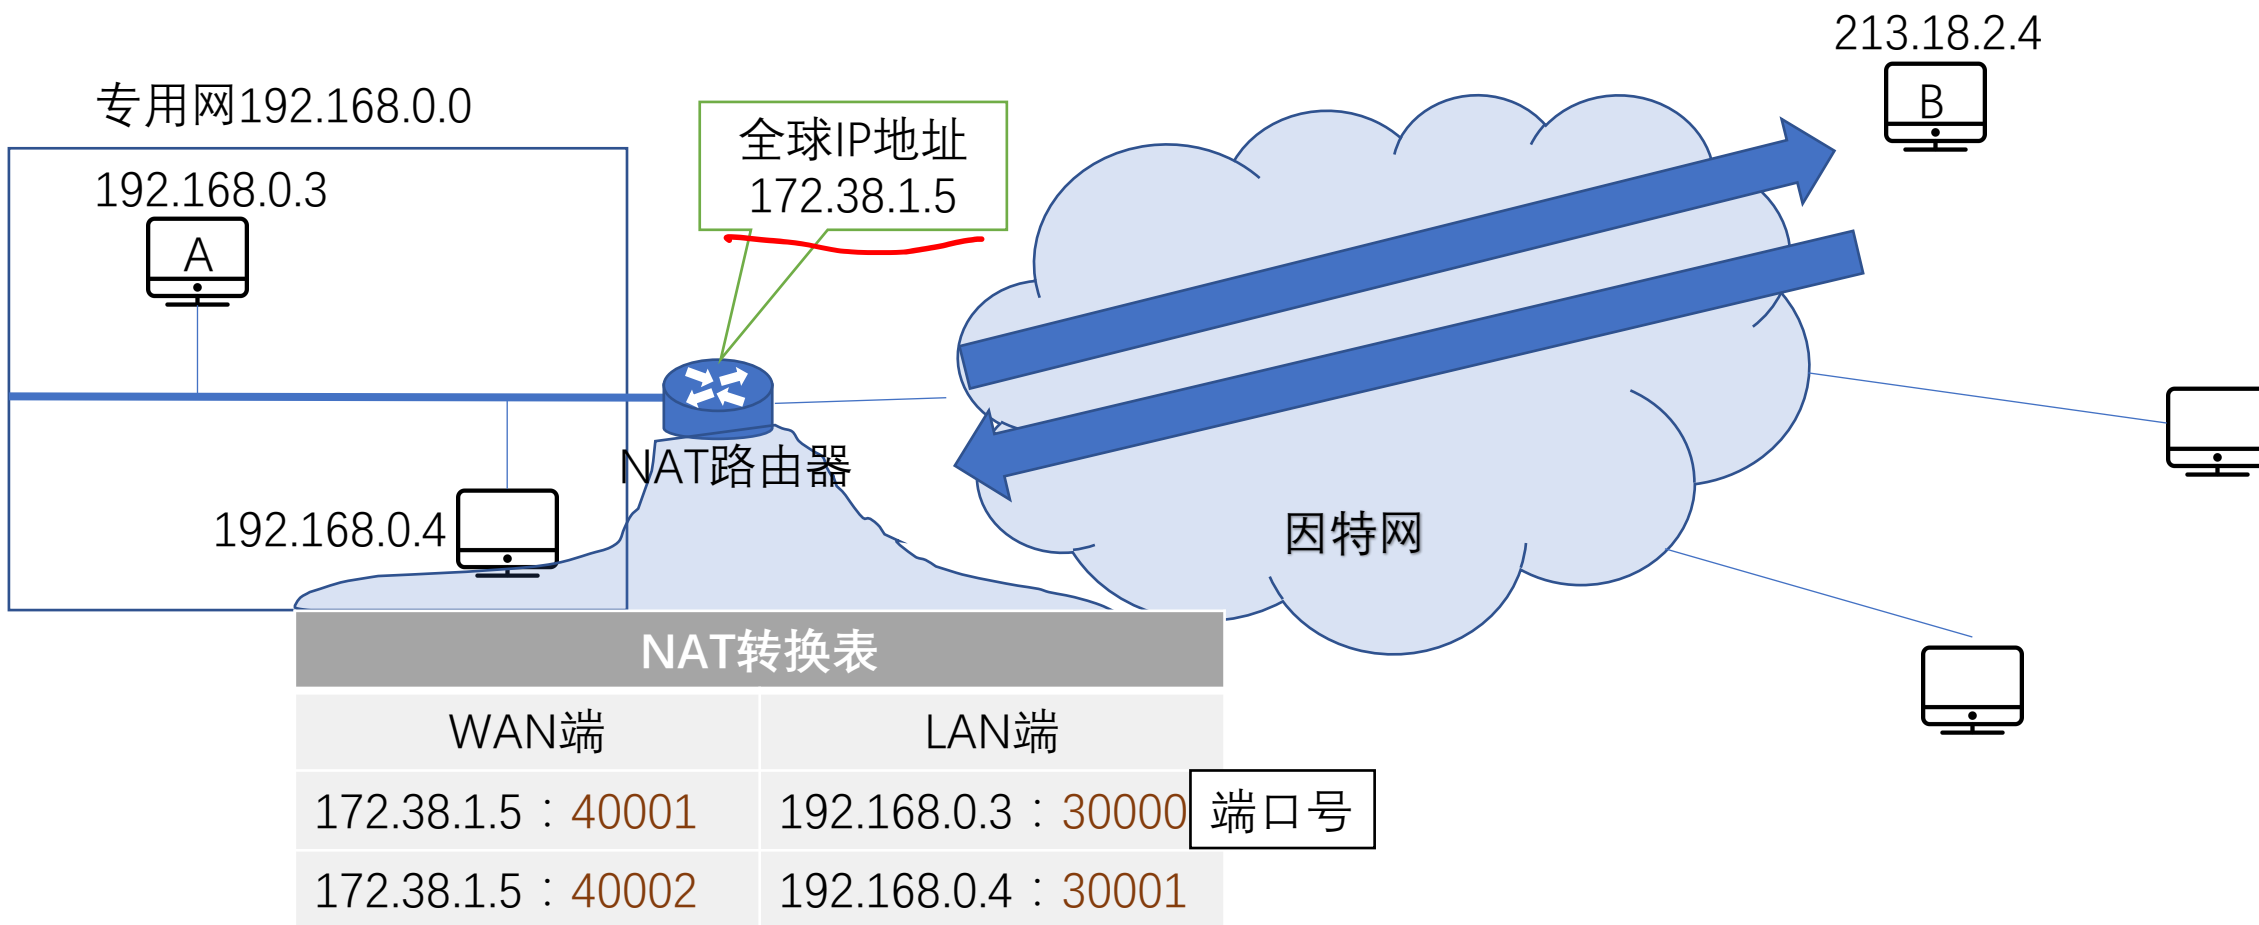 213.18.2.4
B
专用网192.168.0.0
全球IP地址
172.38.1.5
192.168.0.3
A
NAT路由器
192.168.0.4
因特网
NAT转换表
WAN端 LAN端
172.38.1.5：40001 192.168.0.3：30000 端口号
172.38.1.5：40002 192.168.0.4：30001